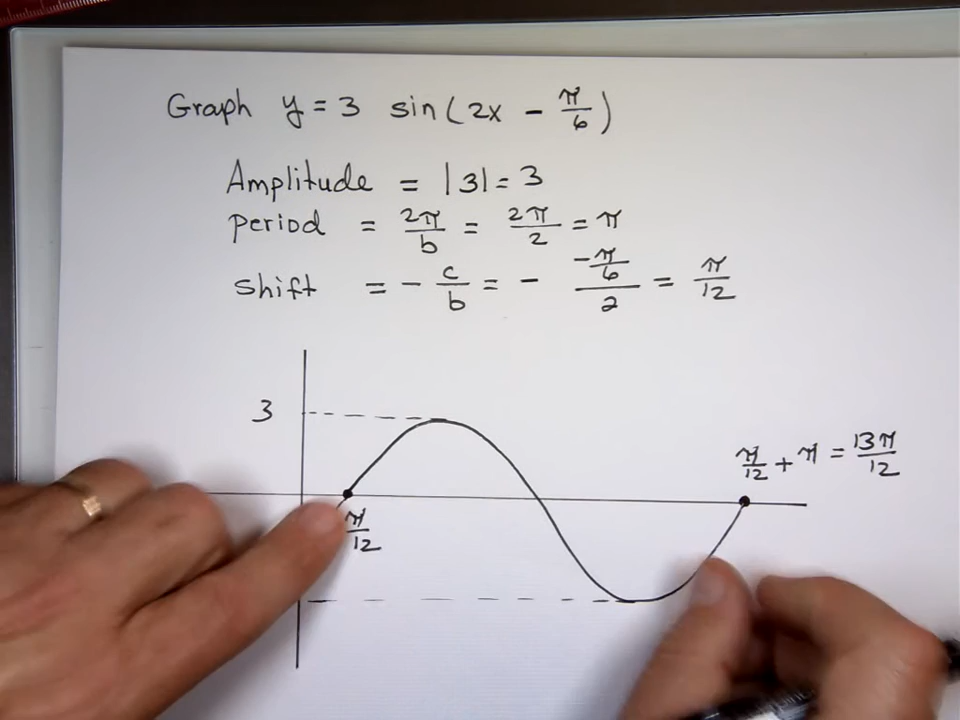 Graph y = 3 sin(2x - π/6)
Amplitude = |3| = 3
period = 2π/b = 2π/2 = π
shift = - c/b = - (-π/6)/2 = π/12
3
π/12 + π = 13π/12
π/12